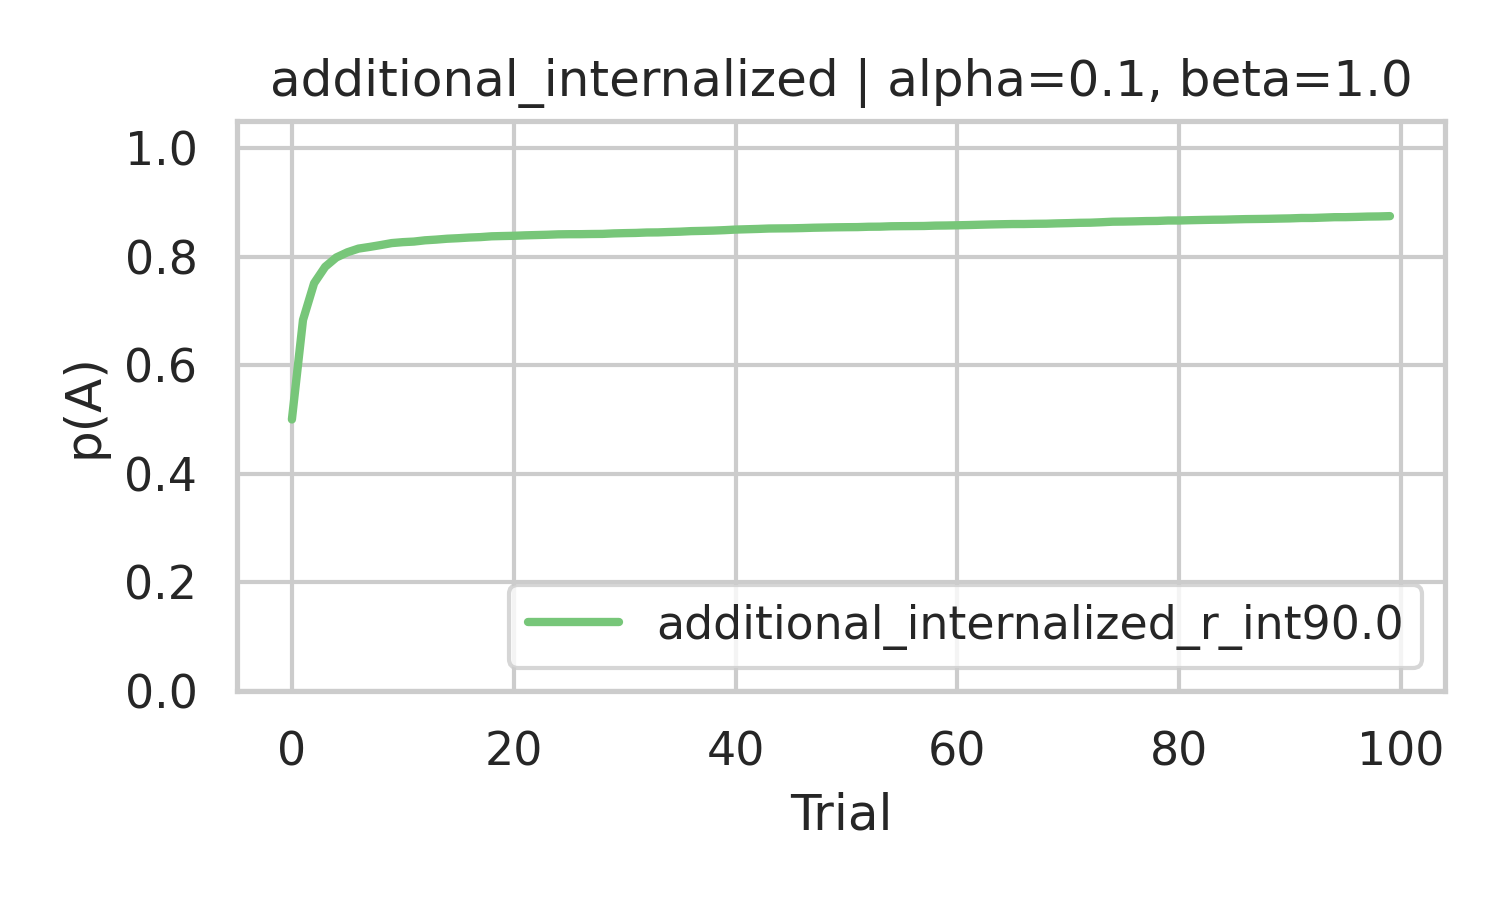 additional_internalized | alpha=0.1, beta=1.0
1.0
0.8
0.6
0.4
0.2
0.0
p(A)
additional_internalized_r_int90.0
0 20 40 60 80 100
Trial